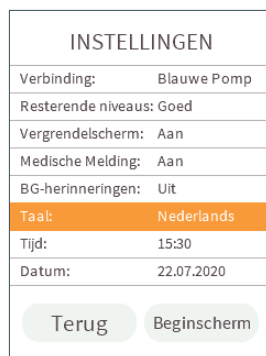 INSTELLINGEN
Verbinding: Blauwe Pomp
Resterende niveaus: Goed
Vergrendelscherm: Aan
Medische Melding: Aan
BG-herinneringen: Uit
Taal: Nederlands
Tijd: 15:30
Datum: 22.07.2020
Terug Beginscherm